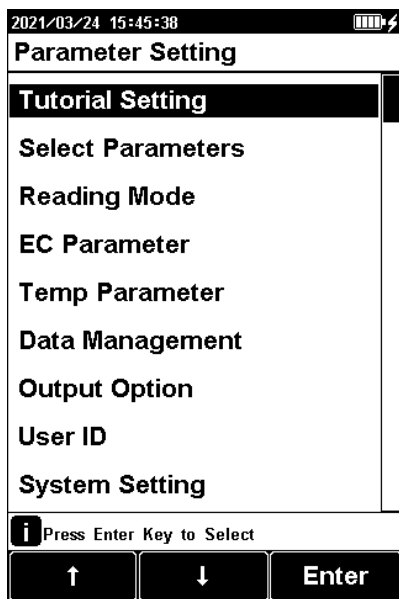 2021/03/24 15:45:38
Parameter Setting
Tutorial Setting
Select Parameters
Reading Mode
EC Parameter
Temp Parameter
Data Management
Output Option
User ID
System Setting
i Press Enter Key to Select
↑ ↓ Enter